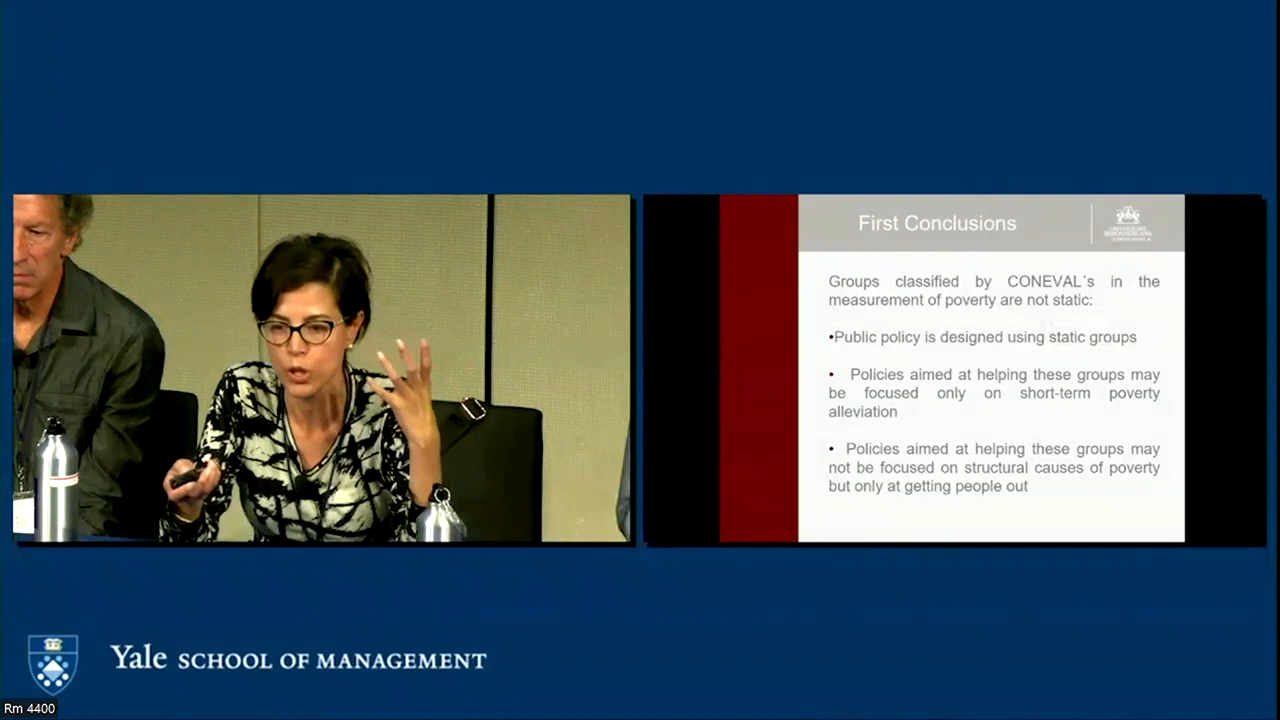 First Conclusions
UNIVERSIDAD
IBEROAMERICANA
Groups classified by CONEVAL´s in the
measurement of poverty are not static:
•Public policy is designed using static groups
• Policies aimed at helping these groups may
be focused only on short-term poverty
alleviation
• Policies aimed at helping these groups may
not be focused on structural causes of poverty
but only at getting people out
Yale SCHOOL OF MANAGEMENT
Rm 4400